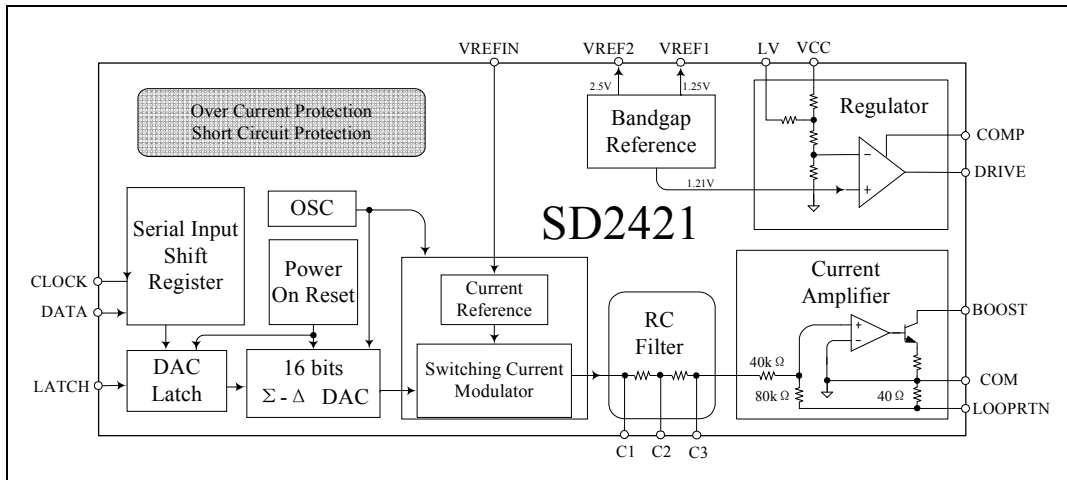 VREFIN
VREF2
VREF1
LV
VCC
2.5V
1.25V
Over Current Protection
Short Circuit Protection
Bandgap
Reference
Regulator
COMP
DRIVE
1.21V
−
+
SD2421
Serial Input
Shift
Register
OSC
Power
On Reset
CLOCK
DATA
LATCH
DAC
Latch
16 bits
Σ - Δ DAC
Current
Reference
Switching Current
Modulator
RC
Filter
C1
C2
C3
Current
Amplifier
+
−
40k Ω
80k Ω
40 Ω
BOOST
COM
LOOPRTN